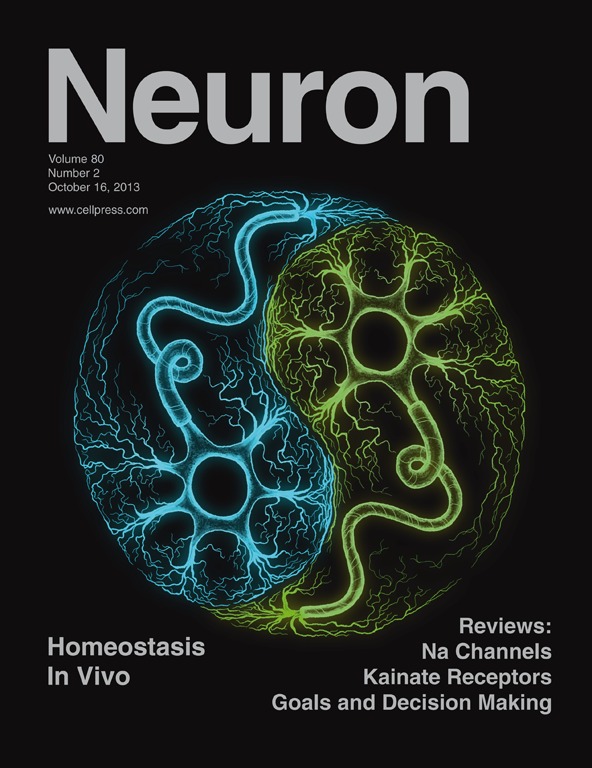 Neuron
Volume 80
Number 2
October 16, 2013
www.cellpress.com
Homeostasis
In Vivo
Reviews:
Na Channels
Kainate Receptors
Goals and Decision Making